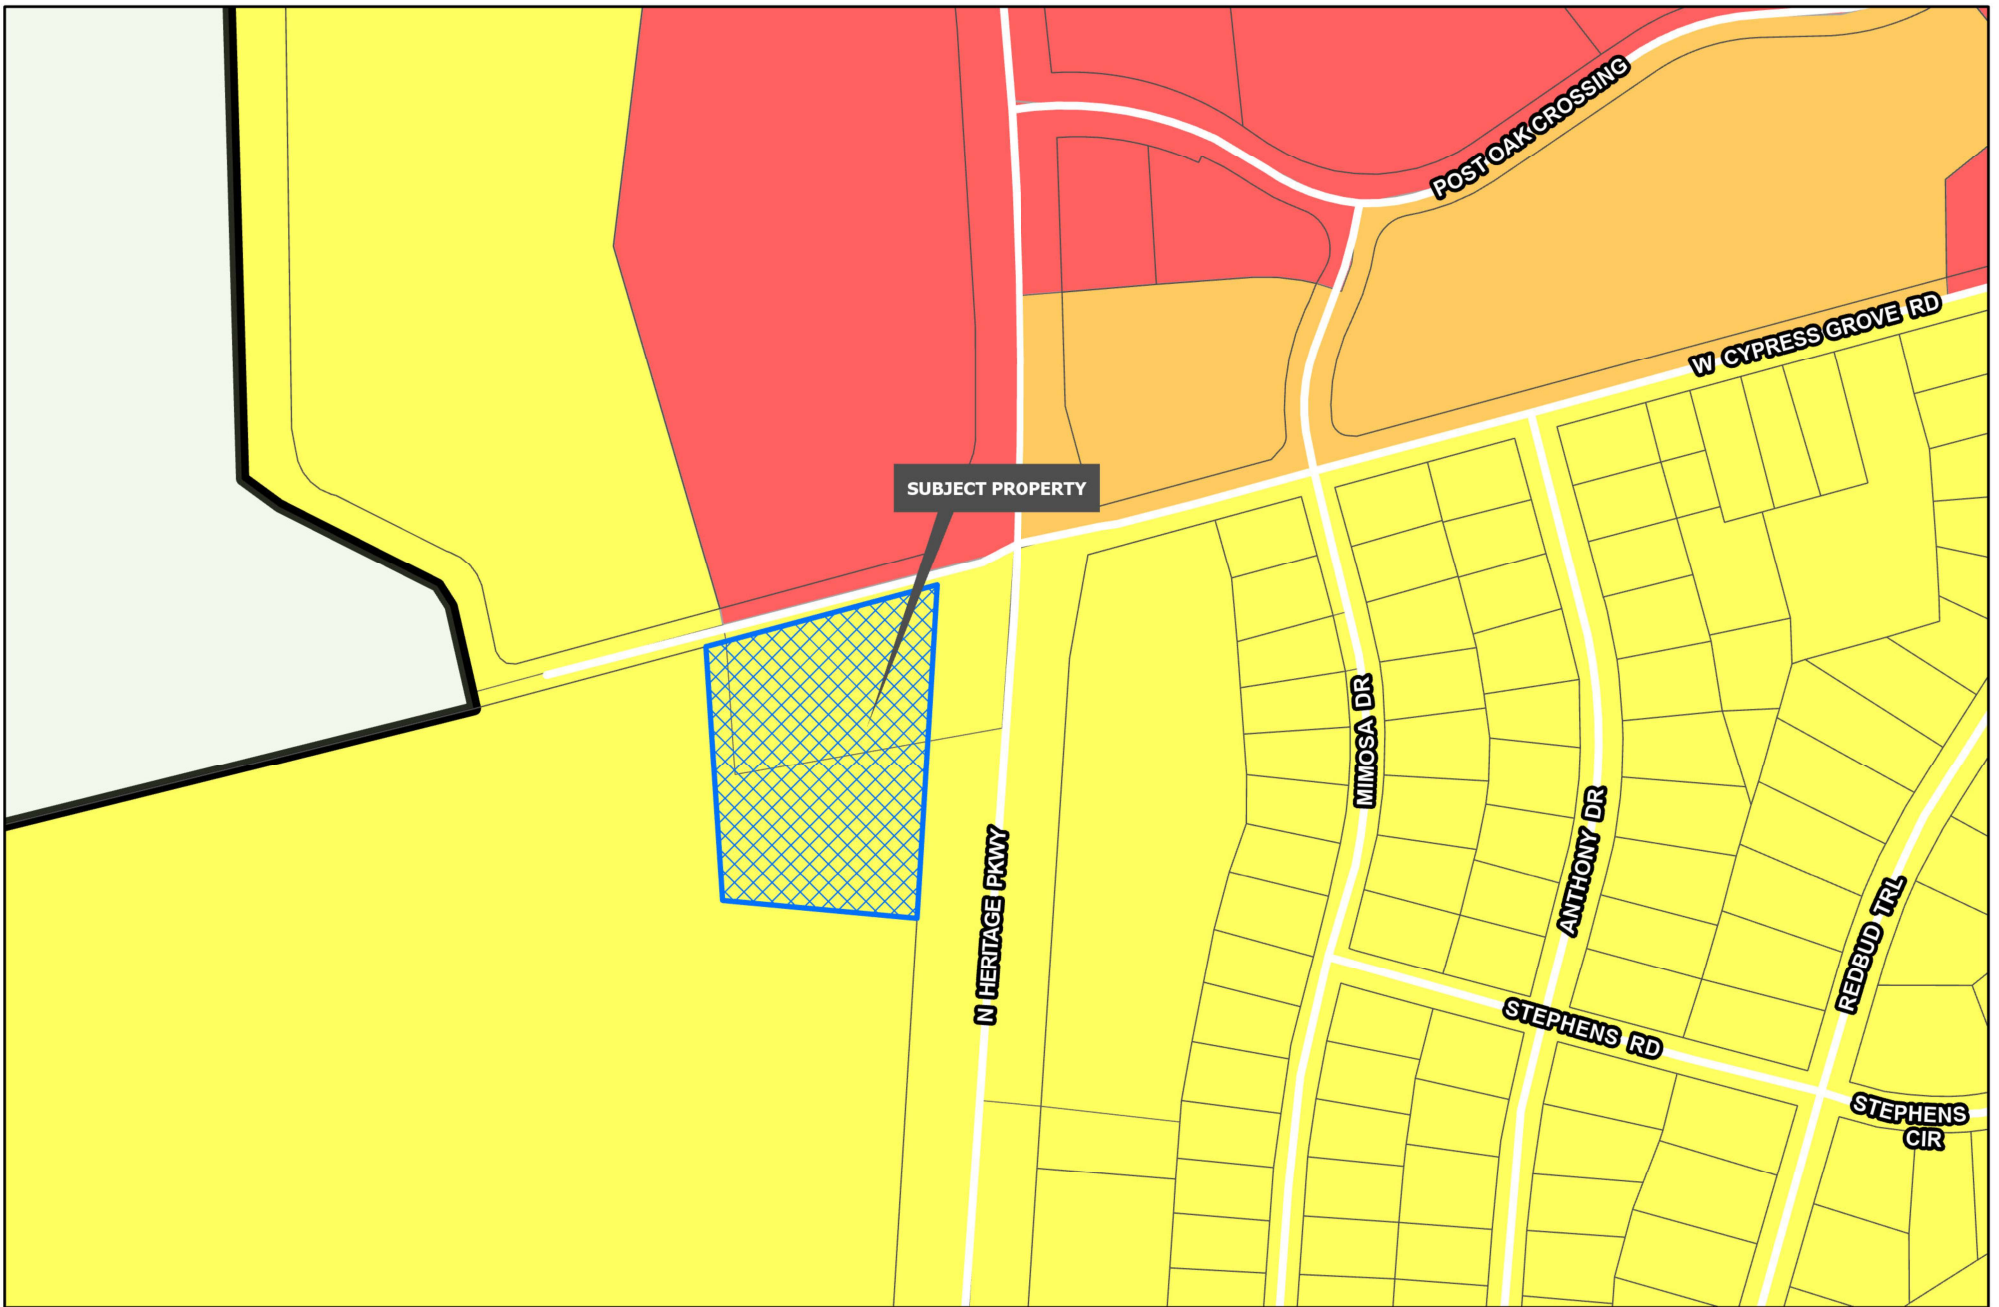 POST OAK CROSSING
W CYPRESS GROVE RD
SUBJECT PROPERTY
MIMOSA DR
ANTHONY DR
N HERITAGE PKWY
REDBUD TRL
STEPHENS RD
STEPHENS
CIR